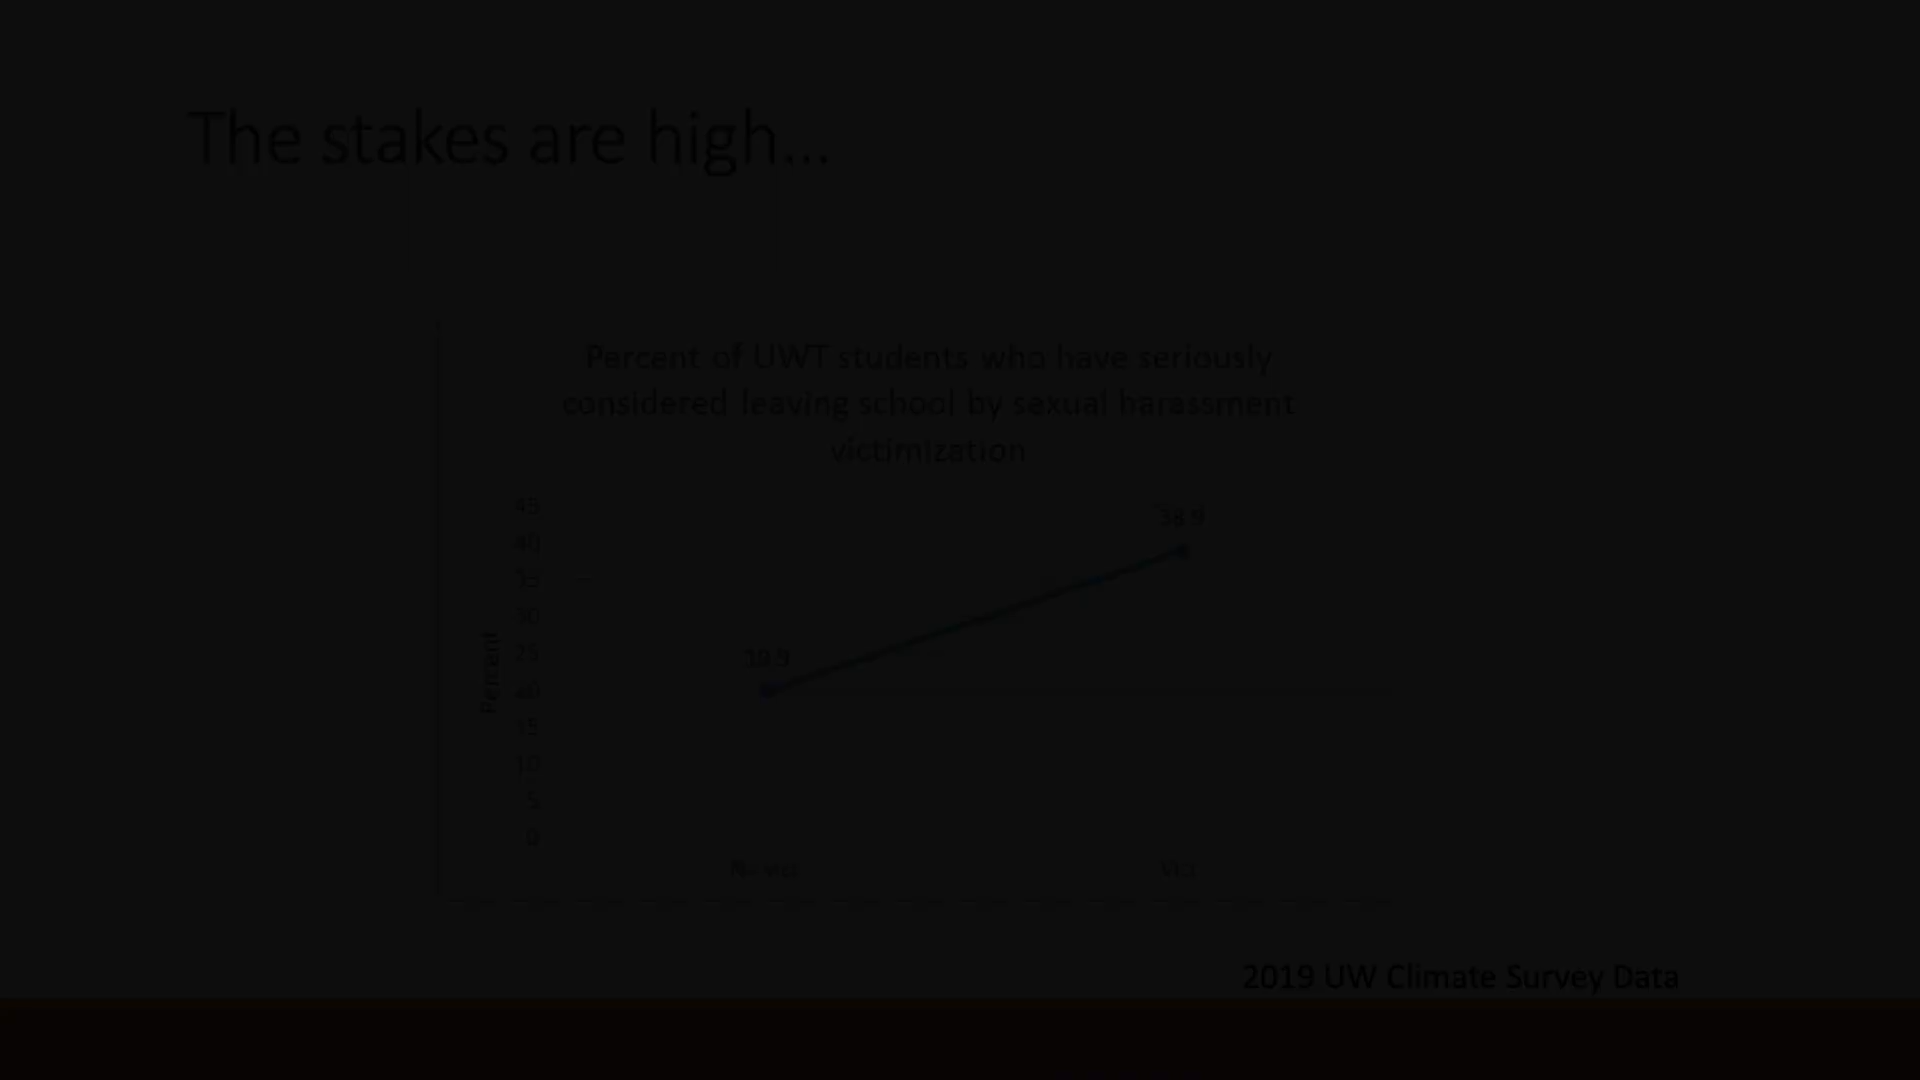 The stakes are high...
Percent of UWT students who have seriously
considered leaving school by sexual harassment
victimization
45
40
35
30
25
20
15
10
5
0
Percent
19.9
38.9
Vict
2019 UW Climate Survey Data